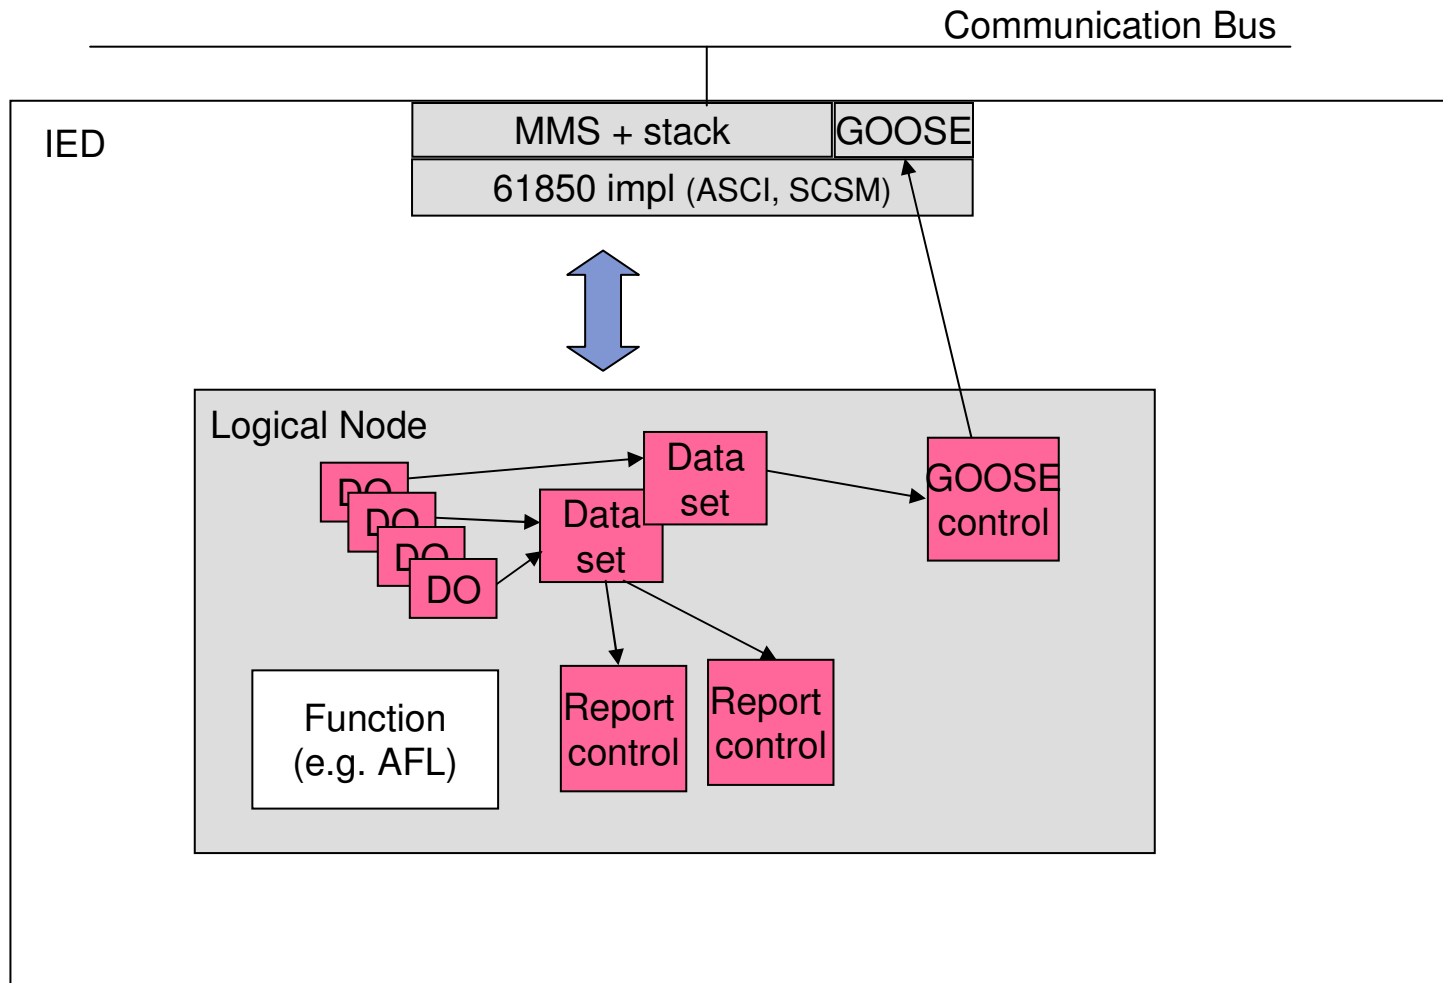 Communication Bus
IED
MMS + stack
GOOSE
61850 impl (ASCI, SCSM)
Logical Node
DO
DO
DO
DO
Data
set
Data
set
GOOSE
control
Function
(e.g. AFL)
Report
control
Report
control